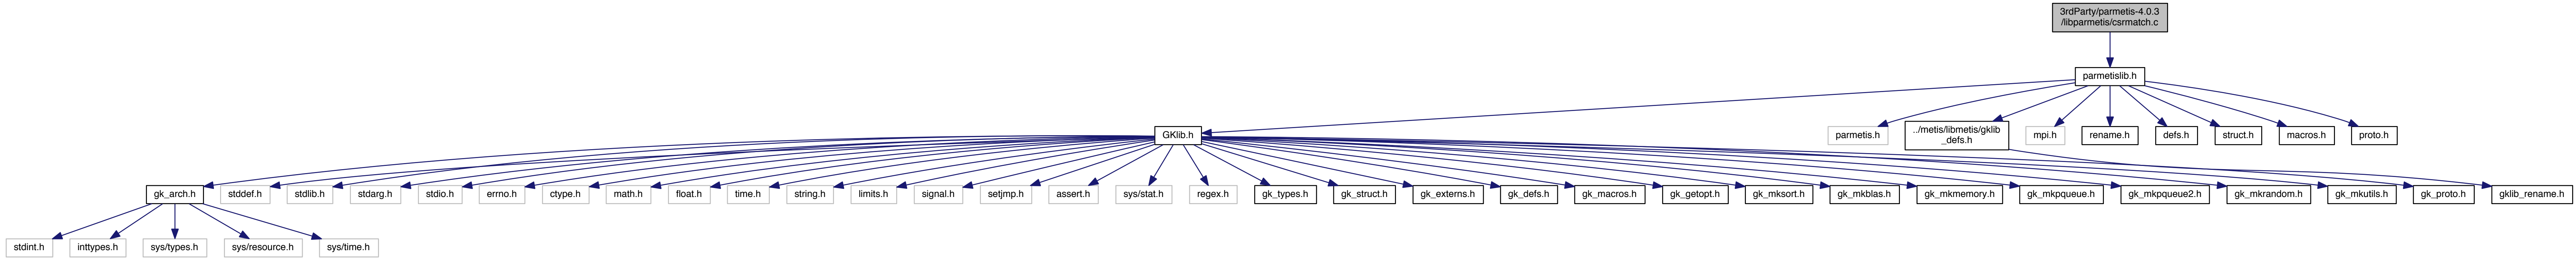 3rdParty/parmetis-4.0.3
/libparmetis/csrmatch.c
parmetislib.h
GKlib.h
parmetis.h
../metis/libmetis/gklib
_defs.h
mpi.h
rename.h
defs.h
struct.h
macros.h
proto.h
gk_arch.h
stddef.h
stdlib.h
stdarg.h
stdio.h
errno.h
ctype.h
math.h
float.h
time.h
string.h
limits.h
signal.h
setjmp.h
assert.h
sys/stat.h
regex.h
gk_types.h
gk_struct.h
gk_externs.h
gk_defs.h
gk_macros.h
gk_getopt.h
gk_mksort.h
gk_mkblas.h
gk_mkmemory.h
gk_mkpqueue.h
gk_mkpqueue2.h
gk_mkrandom.h
gk_mkutils.h
gk_proto.h
gklib_rename.h
stdint.h
inttypes.h
sys/types.h
sys/resource.h
sys/time.h